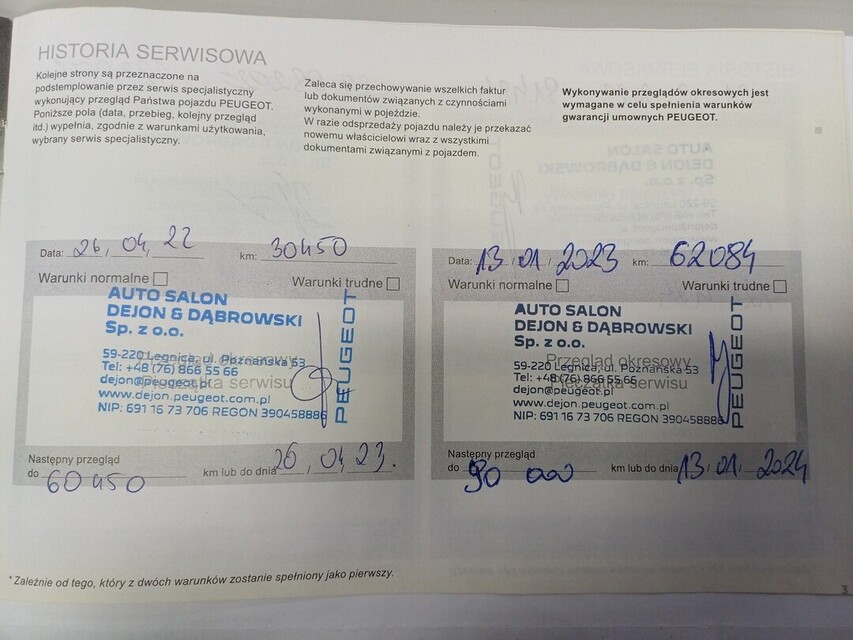 HISTORIA SERWISOWA
Kolejne strony są przeznaczone na
podstemplowanie przez serwis specjalistyczny
wykonujący przegląd Państwa pojazdu PEUGEOT.
Poniższe pola (data, przebieg, kolejny przegląd
itd.) wypełnia, zgodnie z warunkami użytkowania,
wybrany serwis specjalistyczny.
Zaleca się przechowywanie wszelkich faktur
lub dokumentów związanych z czynnościami
wykonanymi w pojeździe.
W razie odsprzedaży pojazdu należy je przekazać
nowemu właścicielowi wraz z wszystkimi
dokumentami związanymi z pojazdem.
Wykonywanie przeglądów okresowych jest
wymagane w celu spełnienia warunków
gwarancji umownych PEUGEOT.
Data: 26 / 04, 22 km: 30450
Warunki normalne Warunki trudne
AUTO SALON
DEJON & DĄBROWSKI
Sp. z o.o.
59-220 Legnica, ul. Poznańska 53
Tel: +48 (76) 866 55 66
dejon@peugeot.pl
www.dejon.peugeot.com.pl
NIP: 691 16 73 706 REGON 390458886
PEUGEOT
Przegląd okresowy
Pieczątka serwisu
Następny przegląd
do 60450 km lub do dnia 26, 04, 23.
Data: 13 / 01 / 2023 km: 62084
Warunki normalne Warunki trudne
AUTO SALON
DEJON & DĄBROWSKI
Sp. z o.o.
59-220 Legnica, ul. Poznańska 53
Tel: +48 (76) 866 55 66
dejon@peugeot.pl
www.dejon.peugeot.com.pl
NIP: 691 16 73 706 REGON 390458886
PEUGEOT
Przegląd okresowy
Pieczątka serwisu
Następny przegląd
do 90 000 km lub do dnia 13 / 01 / 2024
* Zależnie od tego, który z dwóch warunków zostanie spełniony jako pierwszy.
3